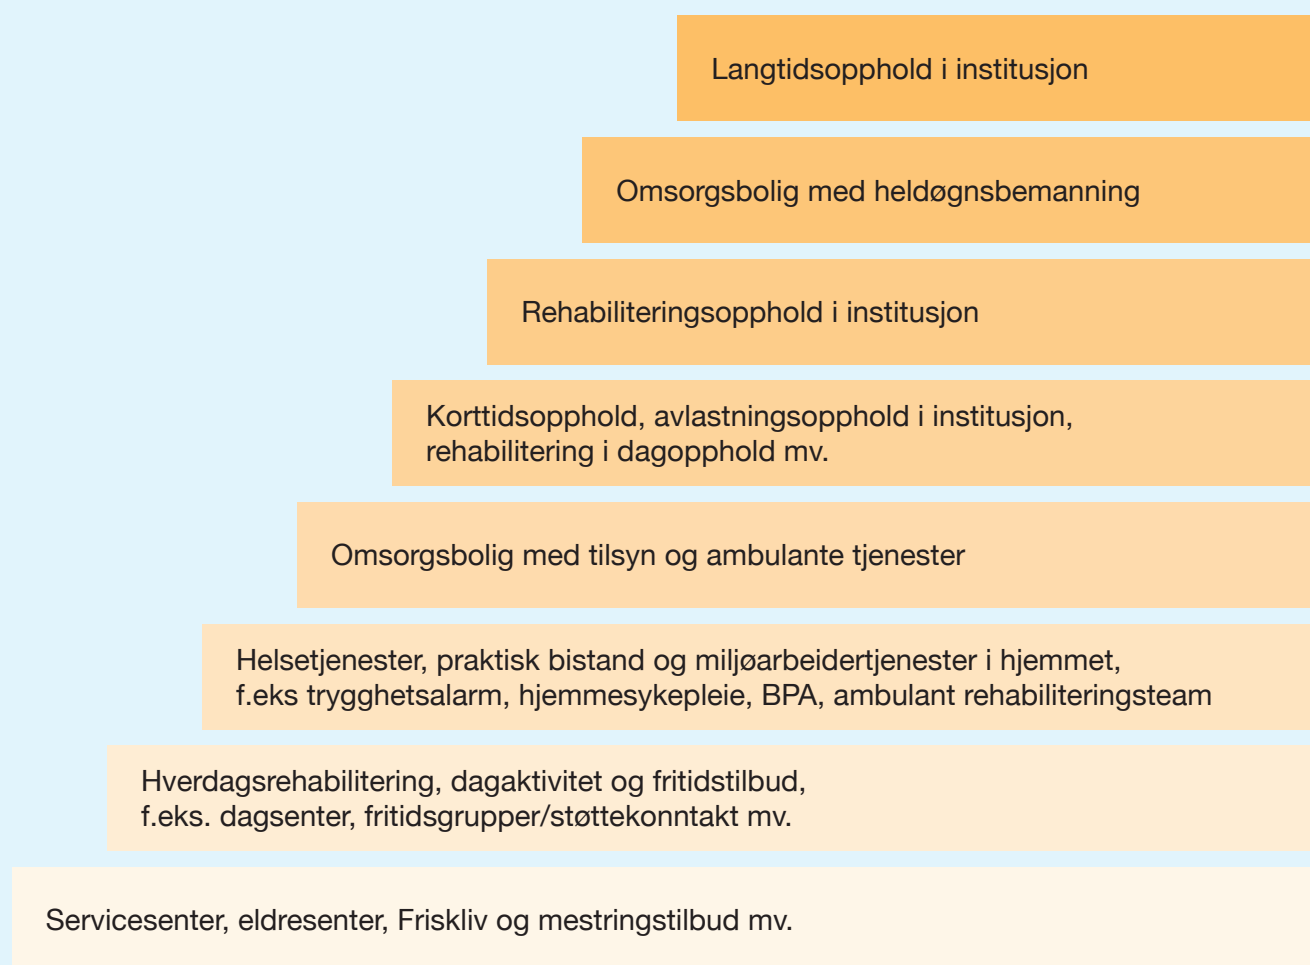 Langtidsopphold i institusjon
Omsorgsbolig med heldøgnsbemanning
Rehabiliteringsopphold i institusjon
Korttidsopphold, avlastningsopphold i institusjon,
rehabilitering i dagopphold mv.
Omsorgsbolig med tilsyn og ambulante tjenester
Helsetjenester, praktisk bistand og miljøarbeidertjenester i hjemmet,
f.eks trygghetsalarm, hjemmesykepleie, BPA, ambulant rehabiliteringsteam
Hverdagsrehabilitering, dagaktivitet og fritidstilbud,
f.eks. dagsenter, fritidsgrupper/støttekonntakt mv.
Servicesenter, eldresenter, Friskliv og mestringstilbud mv.